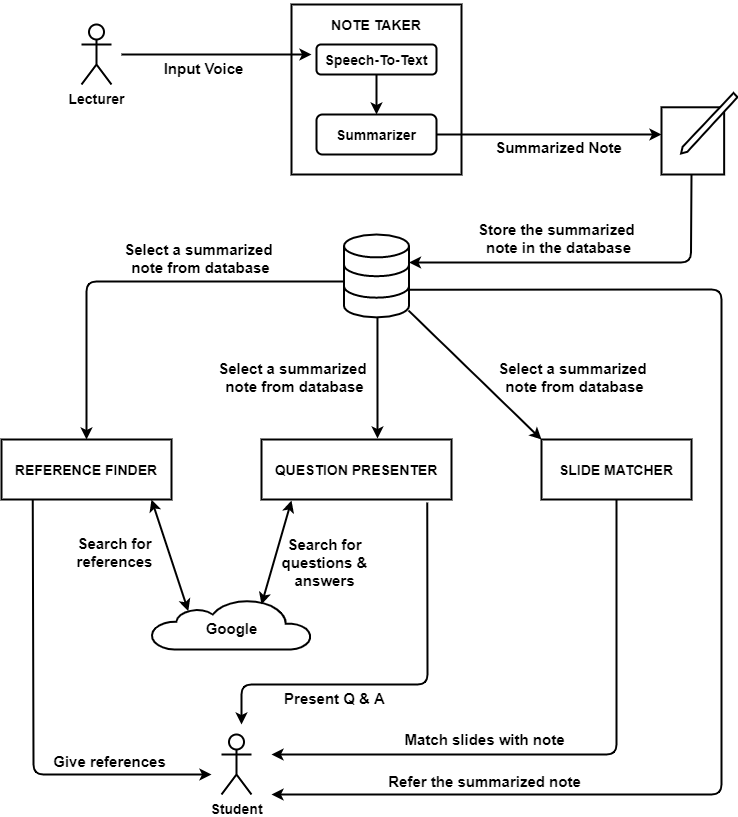 NOTE TAKER
Speech-To-Text
Input Voice
Lecturer
Summarizer
Summarized Note
Store the summarized
note in the database
Select a summarized
note from database
Select a summarized
note from database
Select a summarized
note from database
REFERENCE FINDER
QUESTION PRESENTER
SLIDE MATCHER
Search for
references
Search for
questions &
answers
Google
Present Q & A
Match slides with note
Give references
Refer the summarized note
Student